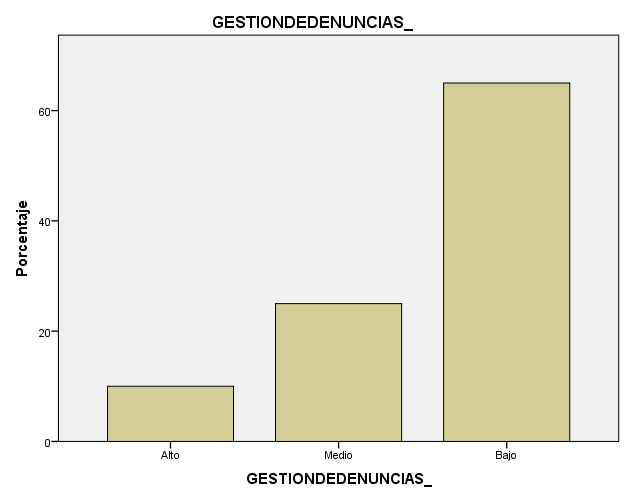 GESTIONDEDENUNCIAS_
Porcentaje
60
40
20
0
Alto Medio Bajo
GESTIONDEDENUNCIAS_